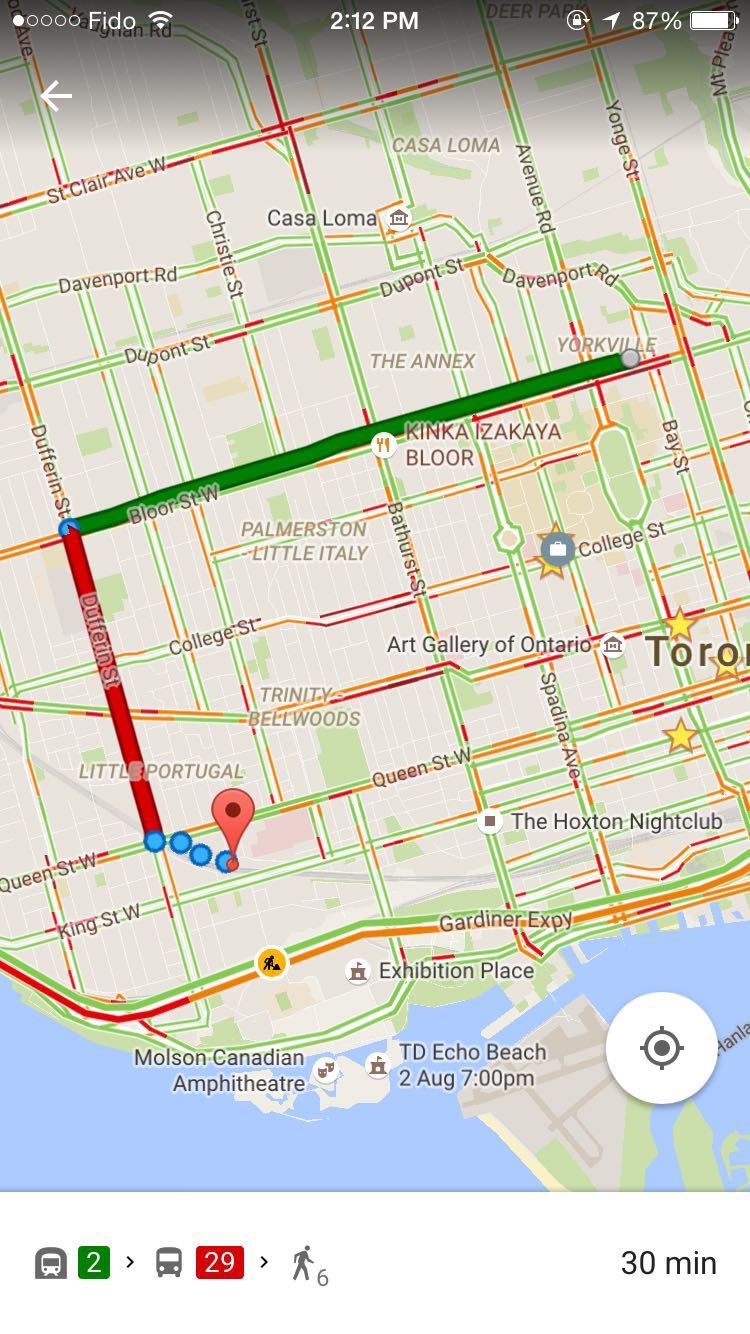 Fido 2:12 PM 87%
Vaughan Rd
DEER PARK
St Clair Ave W
CASA LOMA
Avenue Rd
Yonge St
Casa Loma
Christie St
Davenport Rd
Dupont St
Davenport Rd
Dupont St
THE ANNEX
YORKVILLE
Dufferin St
KINKA IZAKAYA
BLOOR
Bay St
Bloor St W
PALMERSTON
- LITTLE ITALY
Bathurst St
College St
Dufferin St
College St
Art Gallery of Ontario
Toro
TRINITY-
BELLWOODS
Spadina Ave
LITTLE PORTUGAL
Queen St W
The Hoxton Nightclub
Queen St W
King St W
Gardiner Expy
Exhibition Place
Molson Canadian
Amphitheatre
TD Echo Beach
2 Aug 7:00pm
2 › 29 › 6 30 min